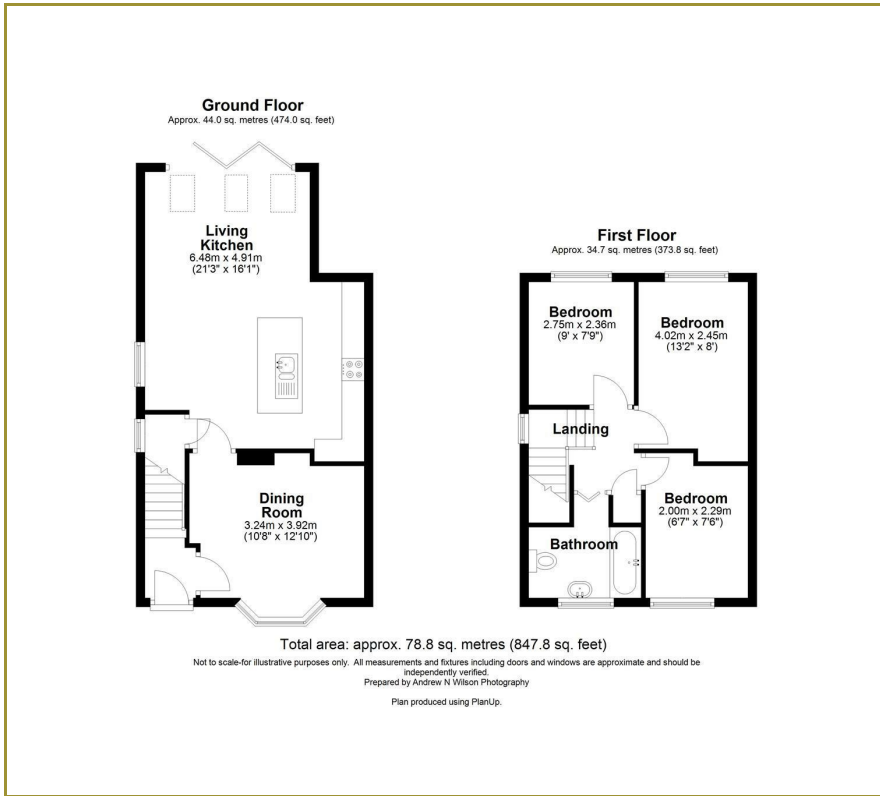 Ground Floor
Approx. 44.0 sq. metres (474.0 sq. feet)
Living
Kitchen
6.48m x 4.91m
(21'3" x 16'1")
Dining
Room
3.24m x 3.92m
(10'8" x 12'10")
First Floor
Approx. 34.7 sq. metres (373.8 sq. feet)
Bedroom
2.75m x 2.36m
(9' x 7'9")
Bedroom
4.02m x 2.45m
(13'2" x 8')
Landing
Bedroom
2.00m x 2.29m
(6'7" x 7'6")
Bathroom
Total area: approx. 78.8 sq. metres (847.8 sq. feet)
Not to scale-for illustrative purposes only. All measurements and fixtures including doors and windows are approximate and should be
independently verified.
Prepared by Andrew N Wilson Photography
Plan produced using PlanUp.